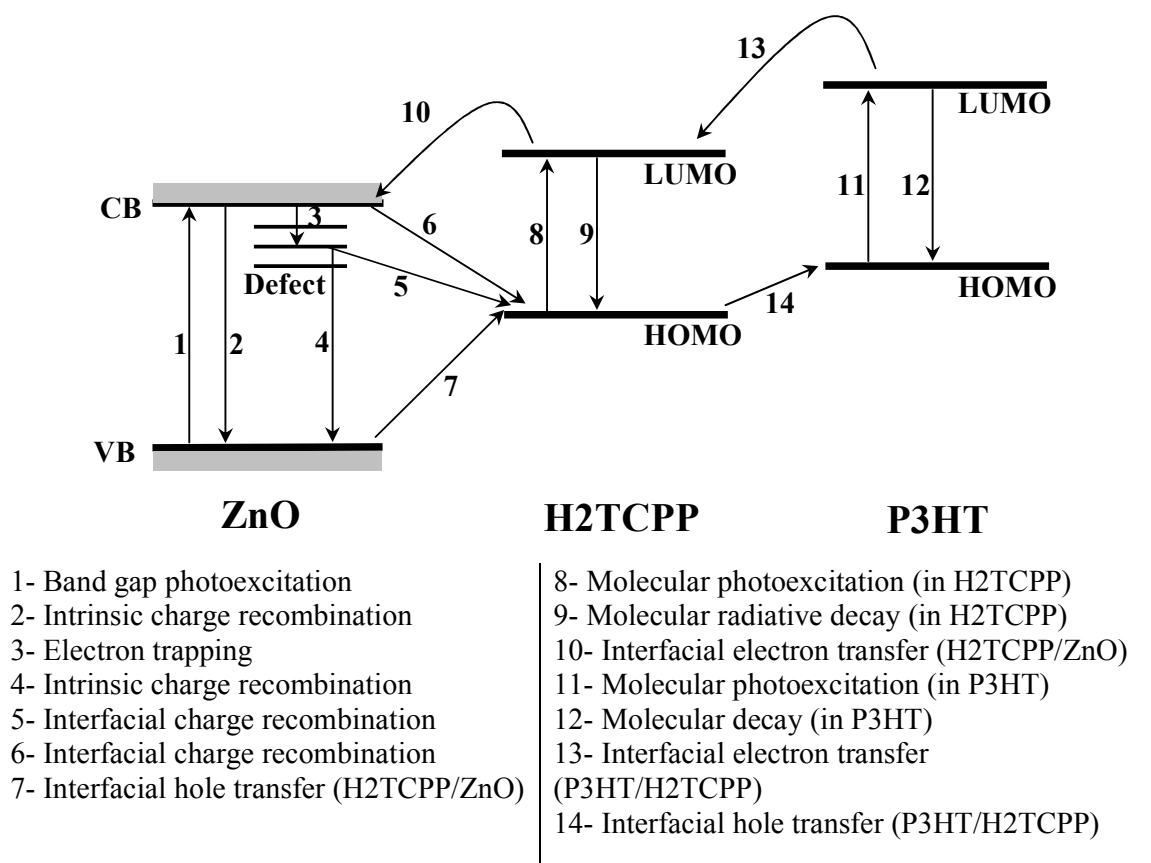 13
LUMO
10
LUMO
11
12
CB
3
6
8
9
Defect
5
14
HOMO
HOMO
1
2
4
7
VB
ZnO
H2TCPP
P3HT
1- Band gap photoexcitation
2- Intrinsic charge recombination
3- Electron trapping
4- Intrinsic charge recombination
5- Interfacial charge recombination
6- Interfacial charge recombination
7- Interfacial hole transfer (H2TCPP/ZnO)
8- Molecular photoexcitation (in H2TCPP)
9- Molecular radiative decay (in H2TCPP)
10- Interfacial electron transfer (H2TCPP/ZnO)
11- Molecular photoexcitation (in P3HT)
12- Molecular decay (in P3HT)
13- Interfacial electron transfer
(P3HT/H2TCPP)
14- Interfacial hole transfer (P3HT/H2TCPP)